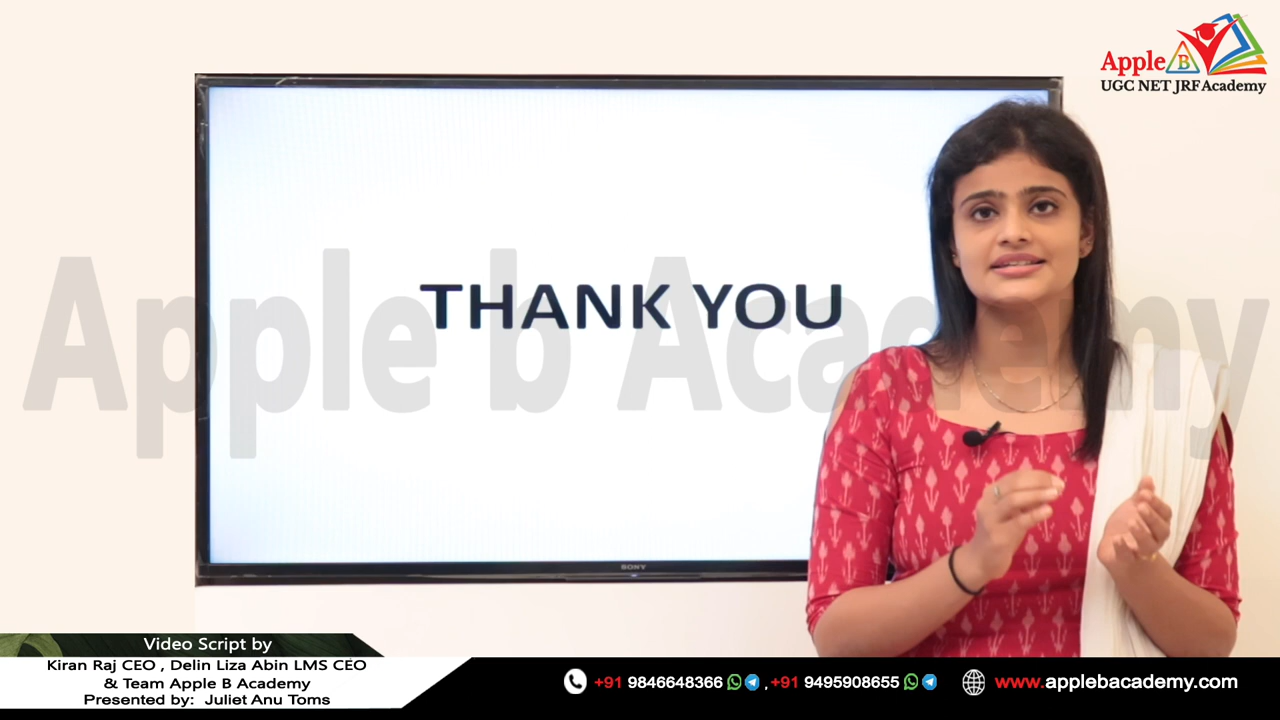 Apple B
UGC NET JRF Academy
THANK YOU
Apple b Academy
SONY
Video Script by
Kiran Raj CEO , Delin Liza Abin LMS CEO
& Team Apple B Academy
Presented by: Juliet Anu Toms
+91 9846648366 , +91 9495908655 www.applebacademy.com